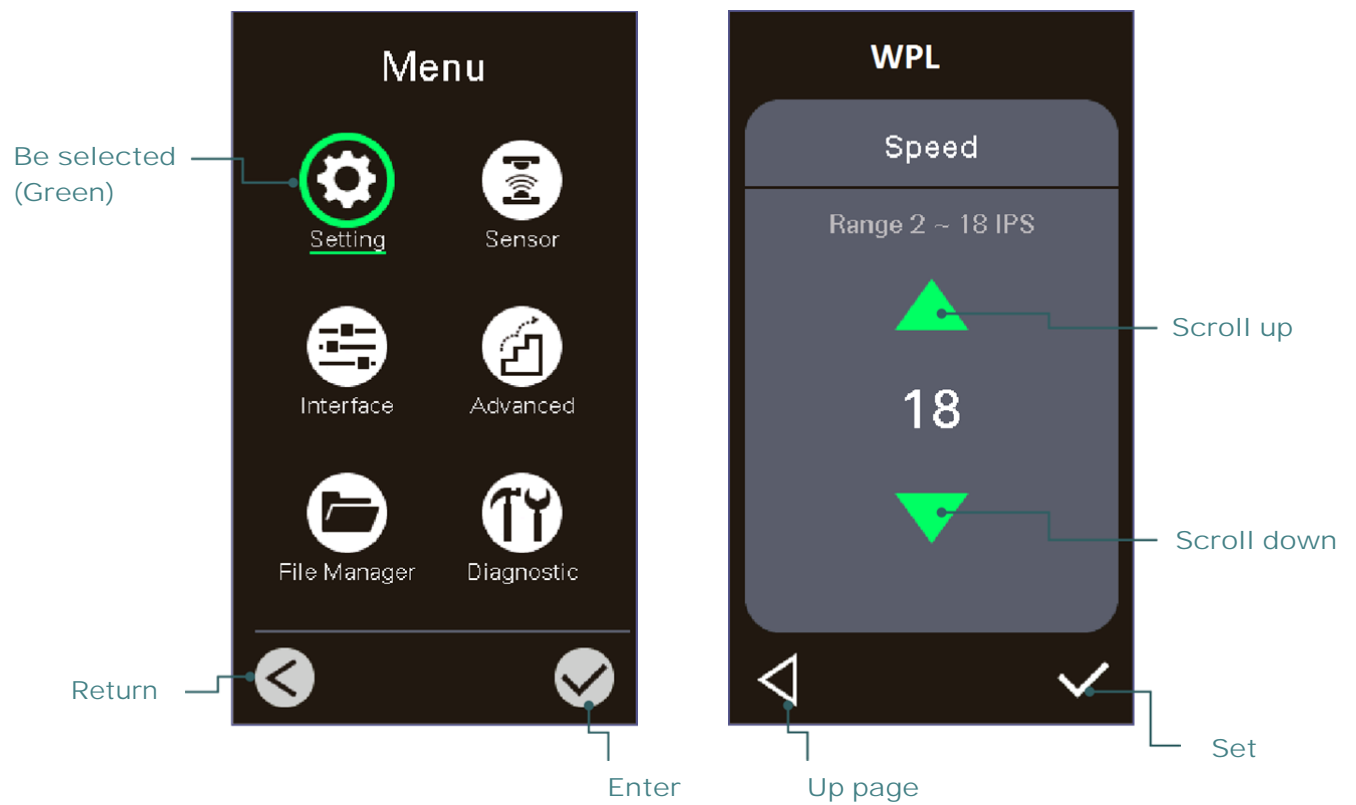 Menu
Be selected
(Green)
Setting
Sensor
Interface
Advanced
File Manager
Diagnostic
Return
Enter
WPL
Speed
Range 2 ~ 18 IPS
Scroll up
18
Scroll down
Up page
Set